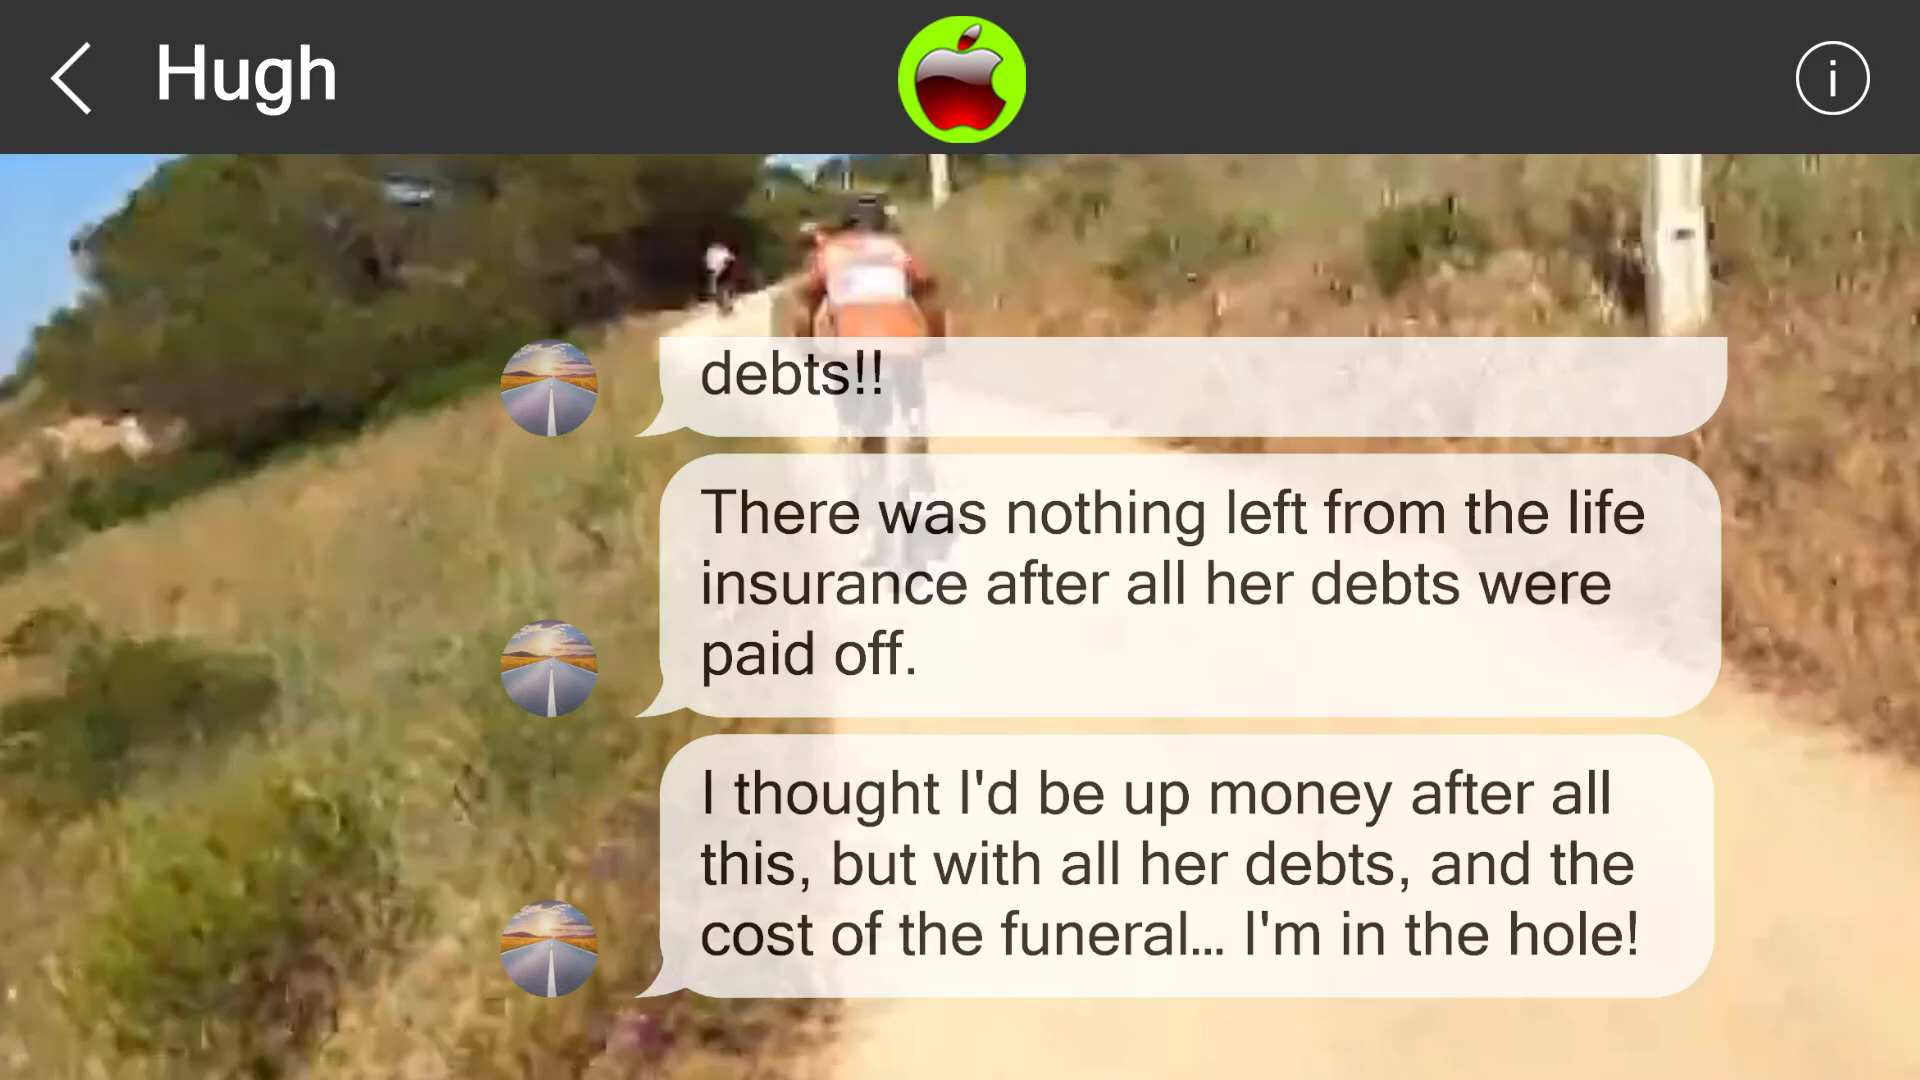 Hugh
i
debts!!
There was nothing left from the life
insurance after all her debts were
paid off.
I thought I'd be up money after all
this, but with all her debts, and the
cost of the funeral... I'm in the hole!